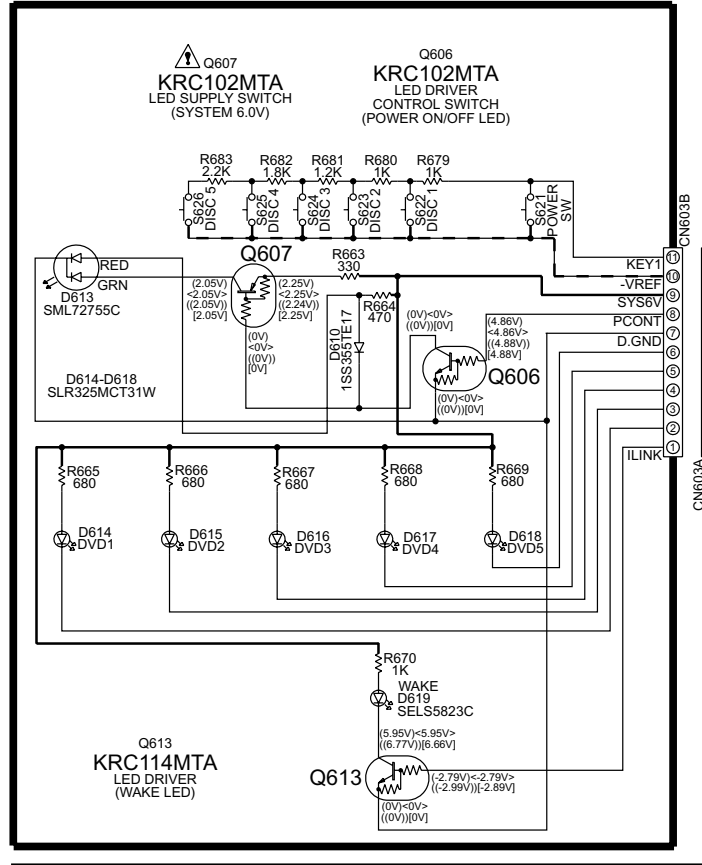 Q607
KRC102MTA
LED SUPPLY SWITCH
(SYSTEM 6.0V)
Q606
KRC102MTA
LED DRIVER
CONTROL SWITCH
(POWER ON/OFF LED)
R683
2.2K
R682
1.8K
R681
1.2K
R680
1K
R679
1K
S626
DISC 5
S625
DISC 4
S624
DISC 3
S623
DISC 2
S622
DISC 1
S621
POWER
SW
CN603B
11
KEY1
10
-VREF
9
SYS6V
8
PCONT
7
D.GND
6
5
4
3
2
1
ILINK
CN603A
RED
GRN
D613
SML72755C
Q607
(2.05V)
<2.05V>
((2.05V))
[2.05V]
(2.25V)
<2.25V>
((2.24V))
[2.25V]
(0V)
<0V>
((0V))
[0V]
R663
330
R664
470
D610
1SS355TE17
(0V)<0V>
((0V))[0V]
(4.86V)
<4.86V>
((4.88V))
[4.88V]
Q606
(0V)<0V>
((0V))[0V]
D614-D618
SLR325MCT31W
R665
680
R666
680
R667
680
R668
680
R669
680
D614
DVD1
D615
DVD2
D616
DVD3
D617
DVD4
D618
DVD5
R670
1K
WAKE
D619
SELS5823C
(5.95V)<5.95V>
((6.77V))[6.66V]
Q613
KRC114MTA
LED DRIVER
(WAKE LED)
Q613
(-2.79V)<-2.79V>
((-2.99V))[-2.89V]
(0V)<0V>
((0V))[0V]